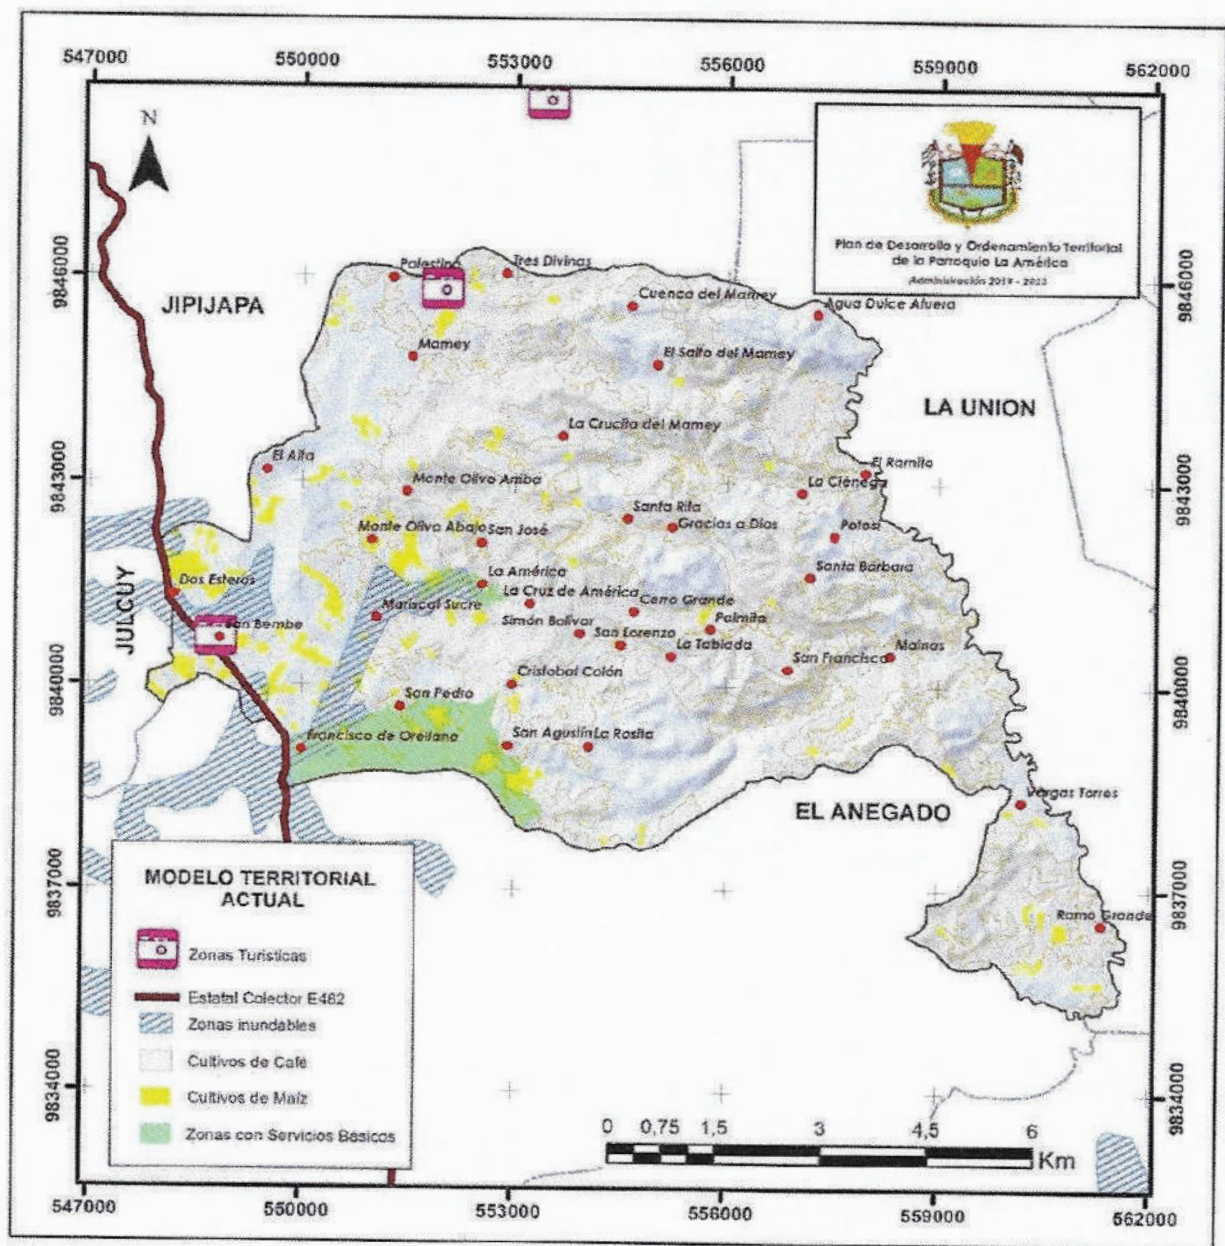 547000 550000 553000 556000 559000 562000
N
Plan de Desarrollo y Ordenamiento Territorial
de la Parroquia La América
Administración 2019 - 2023
9846000
9846000
JIPIJAPA
Palestina
Tres Divinas
Cuenca del Mamey
Agua Dulce Afuera
Mamey
El Salto del Mamey
LA UNION
La Crucita del Mamey
El Alta
El Ramito
9843000
9843000
Monte Olivo Arriba
La Ciénega
Santa Rita
Monte Olivo Abajo
San José
Gracias a Dios
Potosí
Dos Esteros
La América
Santa Bárbara
JULCUY
Mariscal Sucre
La Cruz de América
Cerro Grande
San Bembe
Simón Bolívar
San Lorenzo
Palmita
La Tablada
San Francisco
Mainas
9840000
9840000
Cristobal Colón
San Pedro
Francisco de Orellana
San Agustín
La Rosita
EL ANEGADO
Vargas Torres
9837000
9837000
Ramo Grande
MODELO TERRITORIAL
ACTUAL
Zonas Turísticas
Estatal Colector E482
Zonas inundables
Cultivos de Café
Cultivos de Maíz
Zonas con Servicios Básicos
9834000
9834000
0 0,75 1,5 3 4,5 6
Km
547000 550000 553000 556000 559000 562000